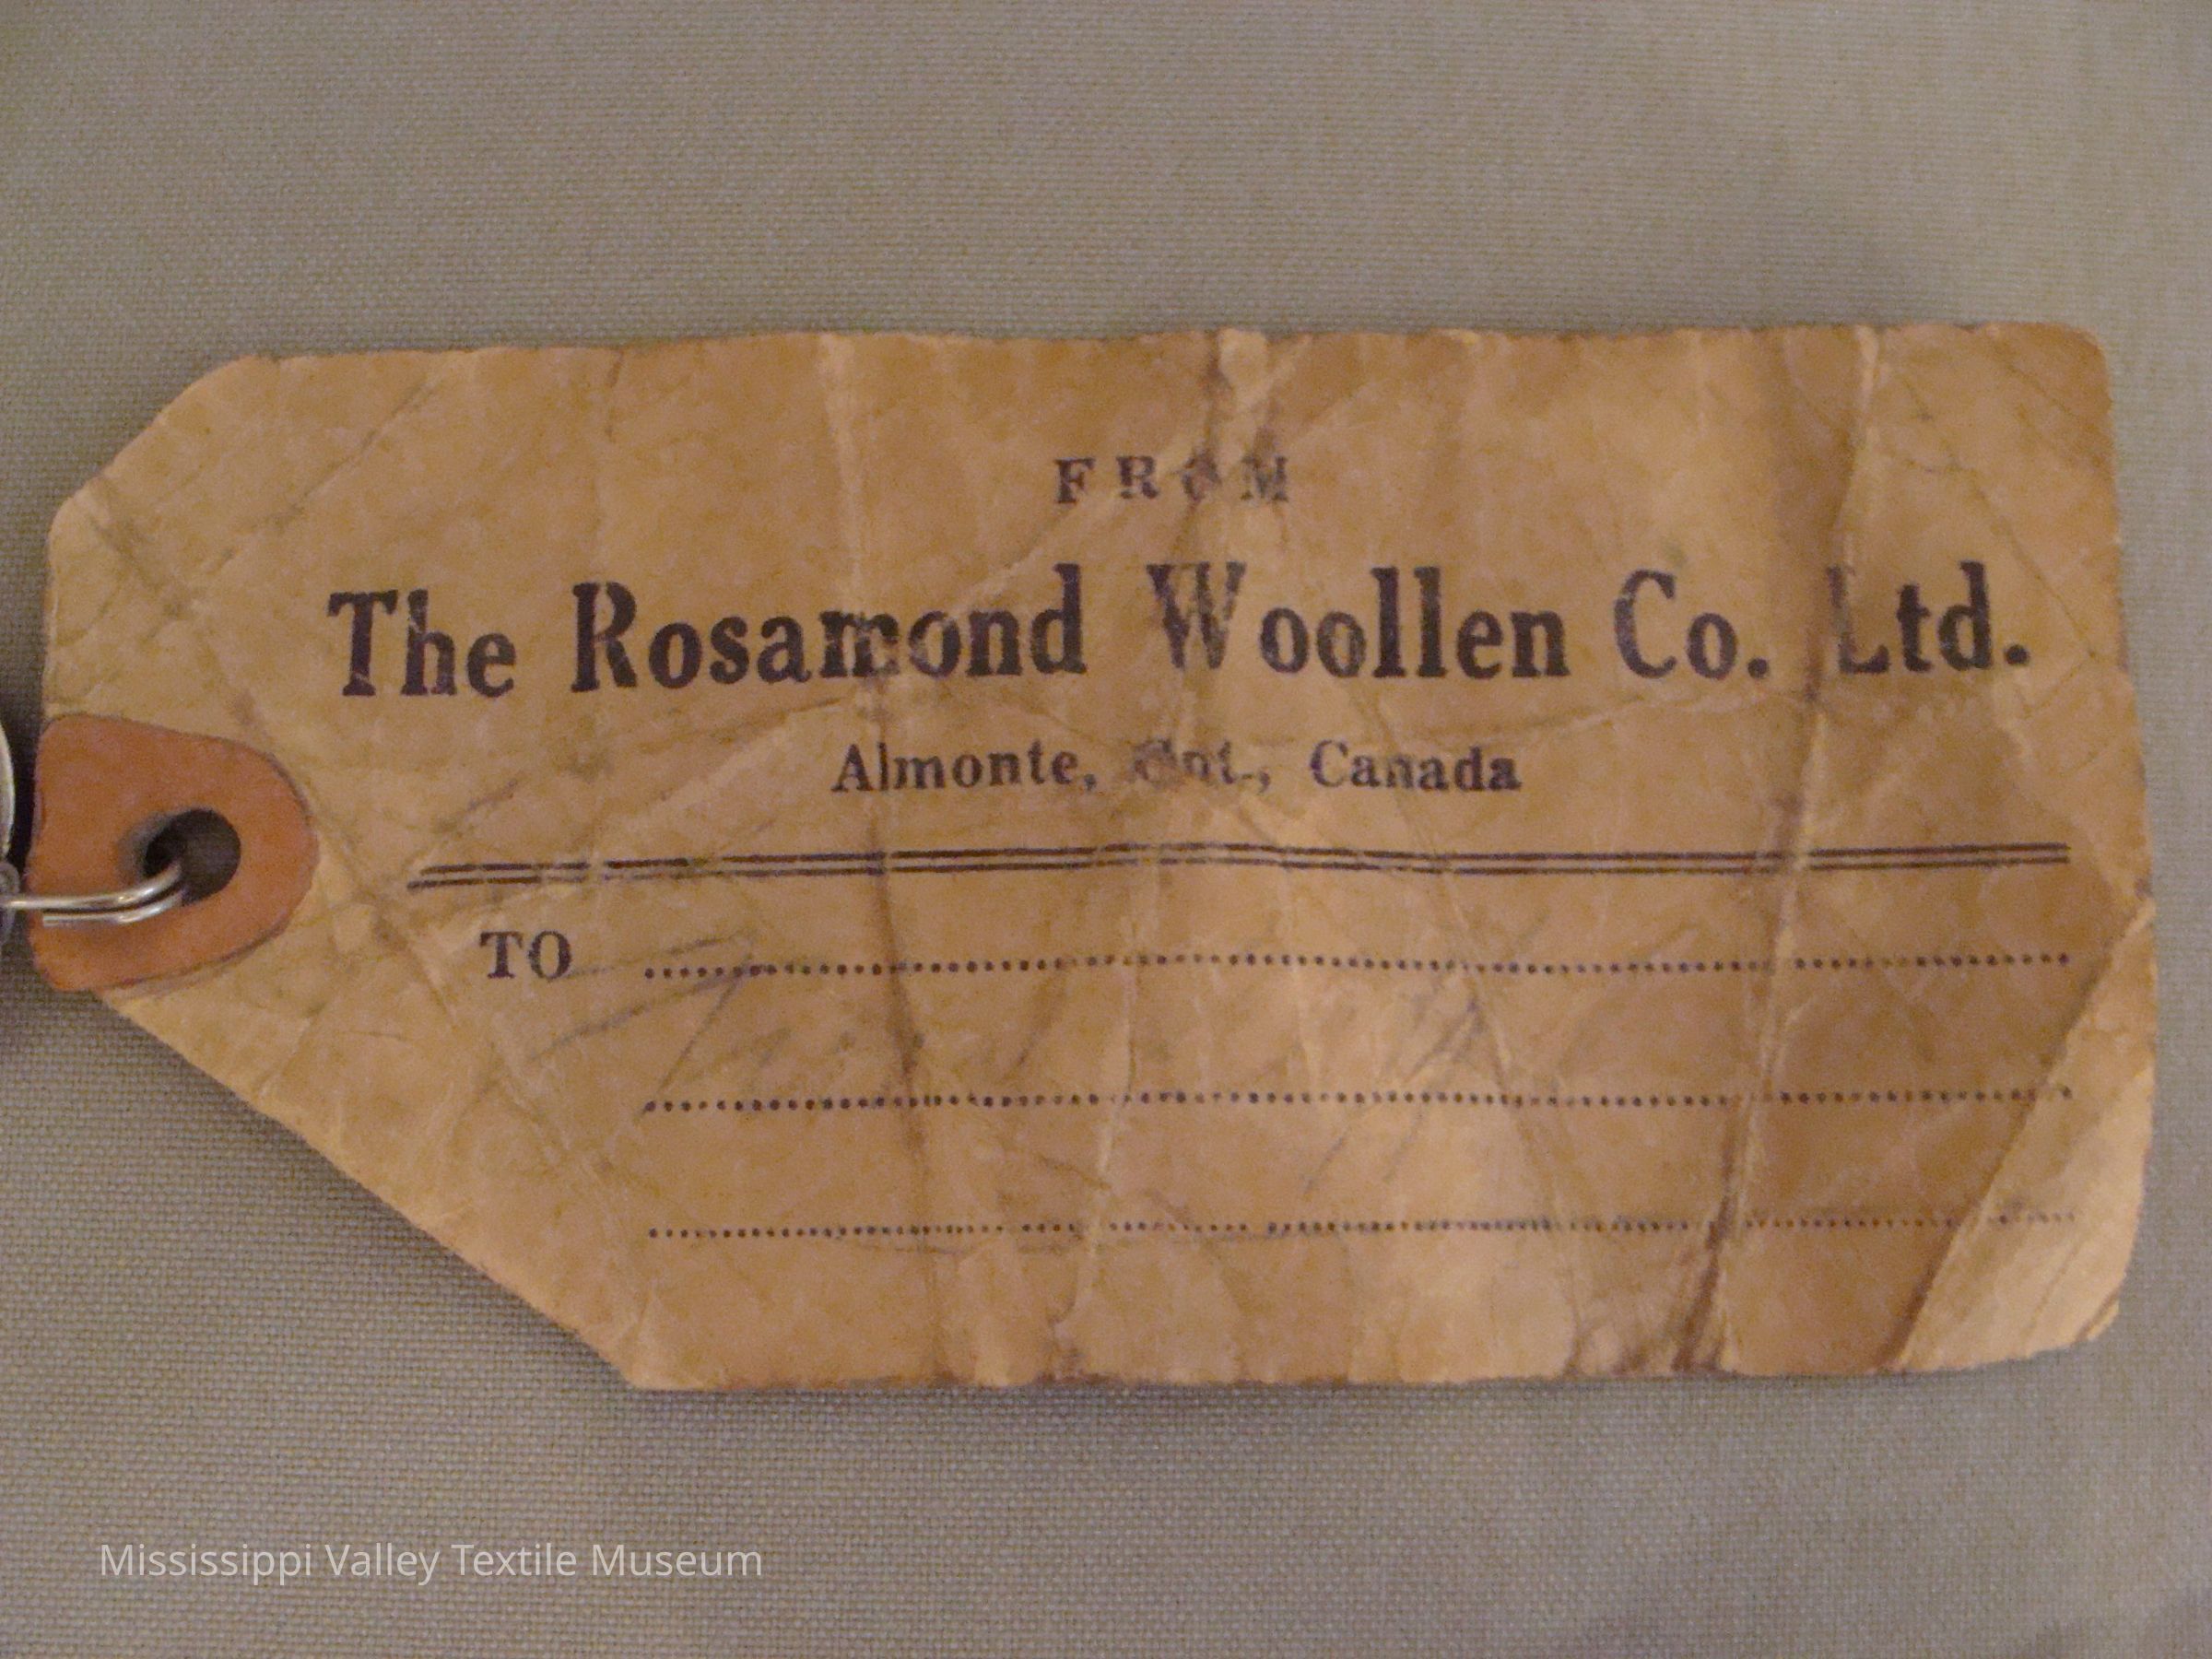 FROM
The Rosamond Woollen Co. Ltd.
Almonte, Ont., Canada
TO
Mississippi Valley Textile Museum